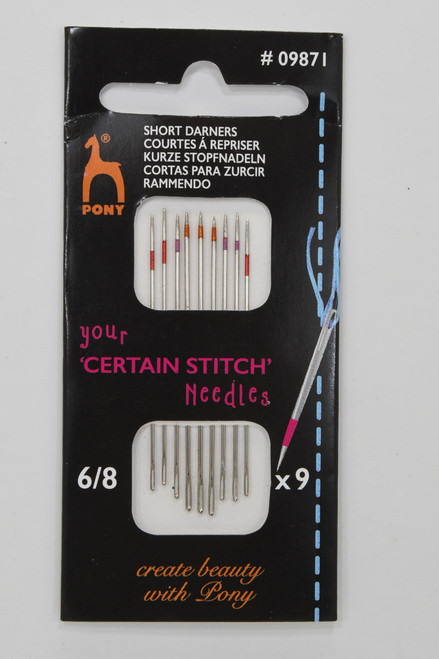 # 09871
SHORT DARNERS
COURTES Á REPRISER
KURZE STOPFNADELN
CORTAS PARA ZURCIR
RAMMENDO
®
PONY
your
'CERTAIN STITCH'
Needles
6/8
x 9
create beauty
with Pony